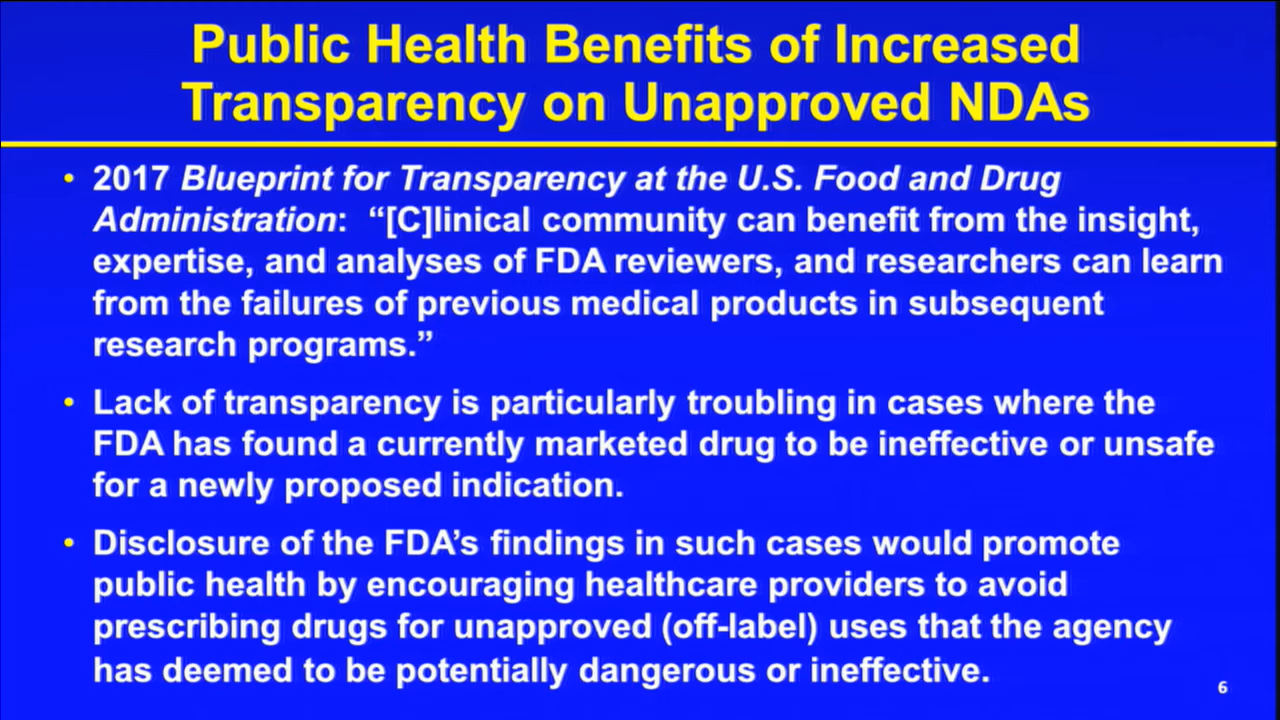 Public Health Benefits of Increased
Transparency on Unapproved NDAs
• 2017 Blueprint for Transparency at the U.S. Food and Drug
Administration: “[C]linical community can benefit from the insight,
expertise, and analyses of FDA reviewers, and researchers can learn
from the failures of previous medical products in subsequent
research programs.”
• Lack of transparency is particularly troubling in cases where the
FDA has found a currently marketed drug to be ineffective or unsafe
for a newly proposed indication.
• Disclosure of the FDA’s findings in such cases would promote
public health by encouraging healthcare providers to avoid
prescribing drugs for unapproved (off-label) uses that the agency
has deemed to be potentially dangerous or ineffective.
6